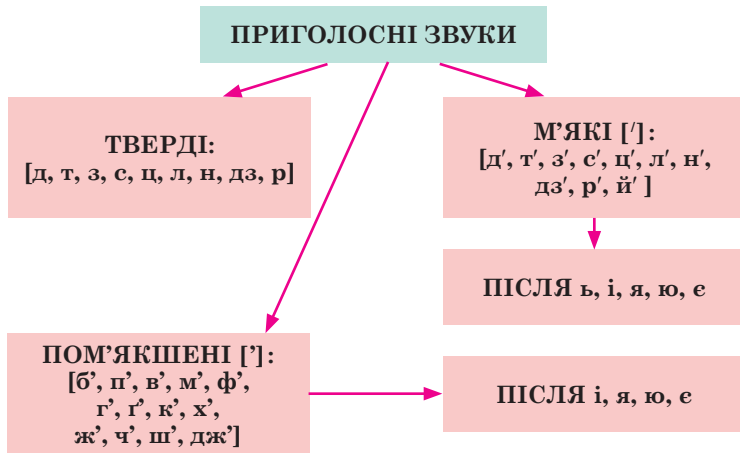 ПРИГОЛОСНІ ЗВУКИ
ТВЕРДІ:
[д, т, з, с, ц, л, н, дз, р]
М’ЯКІ [′]:
[д′, т′, з′, с′, ц′, л′, н′,
дз′, р′, й′ ]
ПІСЛЯ ь, і, я, ю, є
ПОМ’ЯКШЕНІ [’]:
[б’, п’, в’, м’, ф’,
г’, ґ’, к’, х’,
ж’, ч’, ш’, дж’]
ПІСЛЯ і, я, ю, є